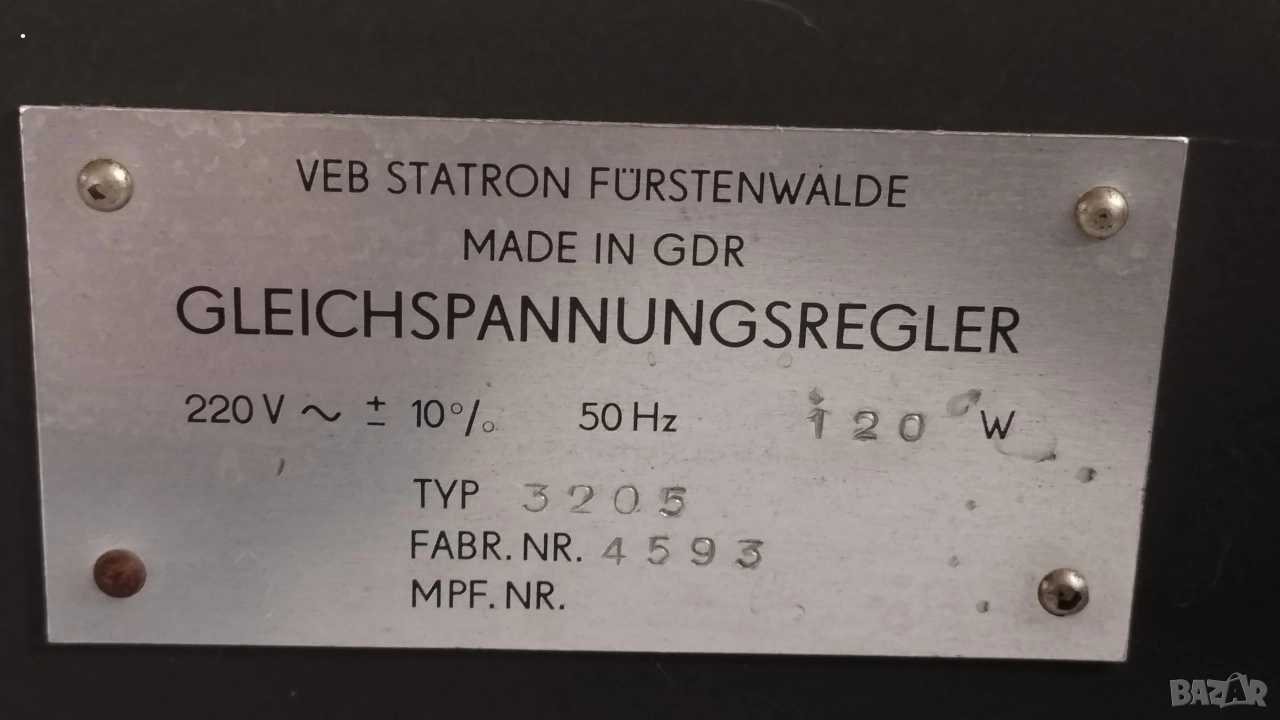 VEB STATRON FÜRSTENWALDE
MADE IN GDR
GLEICHSPANNUNGSREGLER
220 V ~ ± 10% 50 Hz 120 W
TYP 3205
FABR. NR. 4593
MPF. NR.
BAZAR